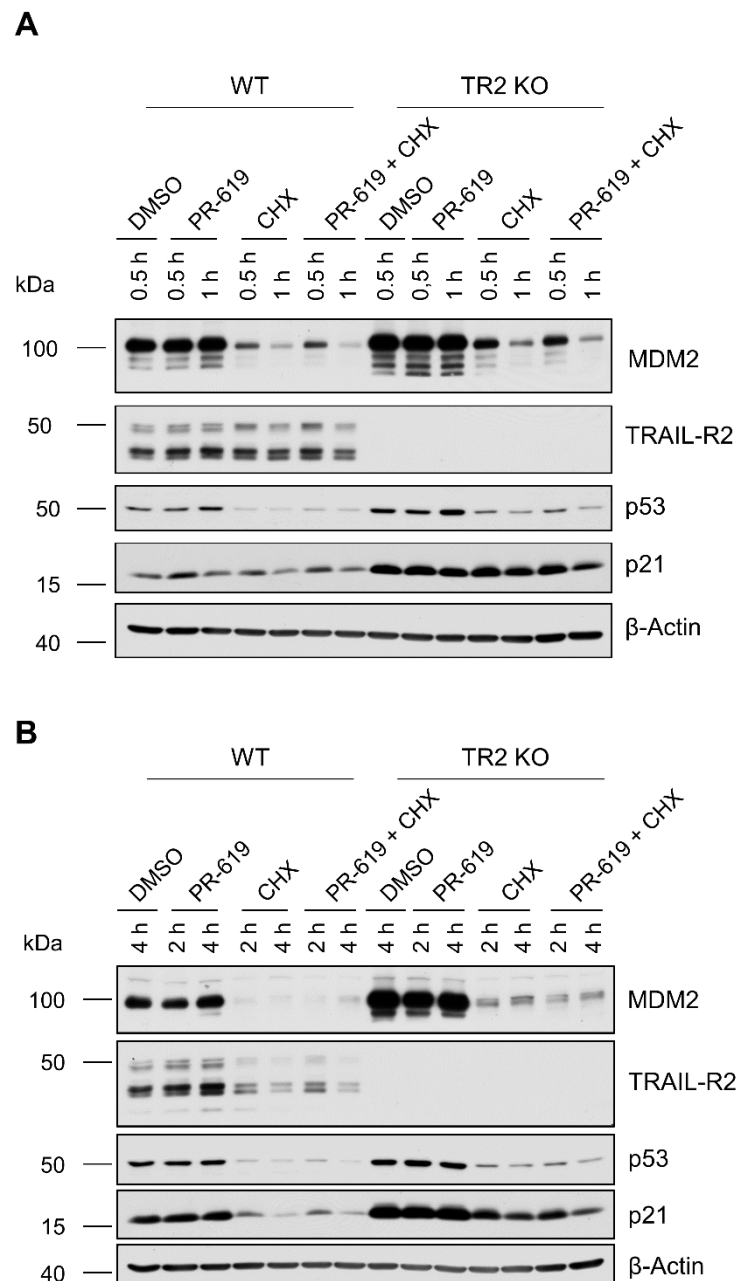 A
WT TR2 KO
DMSO PR-619 CHX PR-619 + CHX DMSO PR-619 CHX PR-619 + CHX
kDa 0.5 h 0.5 h 1 h 0.5 h 1 h 0.5 h 1 h 0.5 h 0,5 h 1 h 0.5 h 1 h 0.5 h 1 h
100 MDM2
50 TRAIL-R2
50 p53
15 p21
40 β-Actin
B
WT TR2 KO
DMSO PR-619 CHX PR-619 + CHX DMSO PR-619 CHX PR-619 + CHX
kDa 4 h 2 h 4 h 2 h 4 h 2 h 4 h 4 h 2 h 4 h 2 h 4 h 2 h 4 h
100 MDM2
50 TRAIL-R2
50 p53
15 p21
40 β-Actin